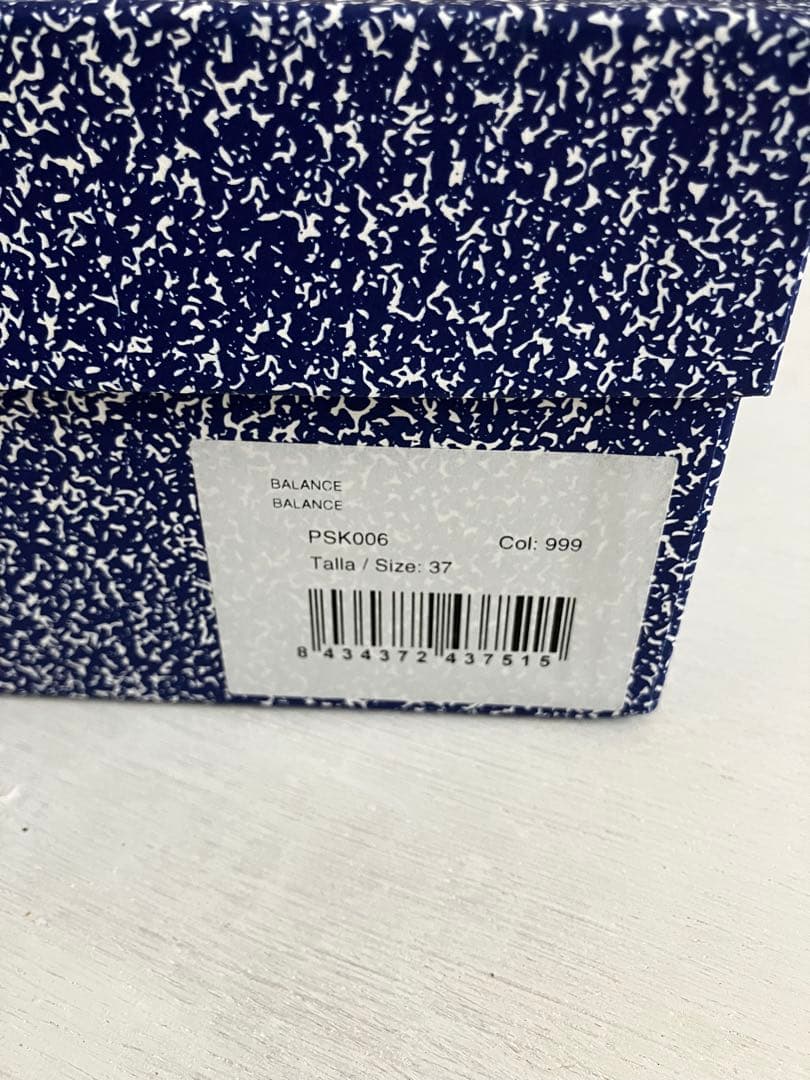 BALANCE
BALANCE
PSK006 Col: 999
Talla / Size: 37
8 434372 437515